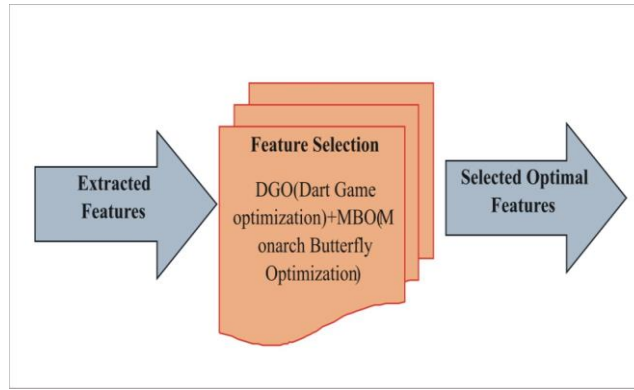 Extracted
Features
Feature Selection
DGO(Dart Game
optimization)+MBO(M
onarch Butterfly
Optimization)
Selected Optimal
Features